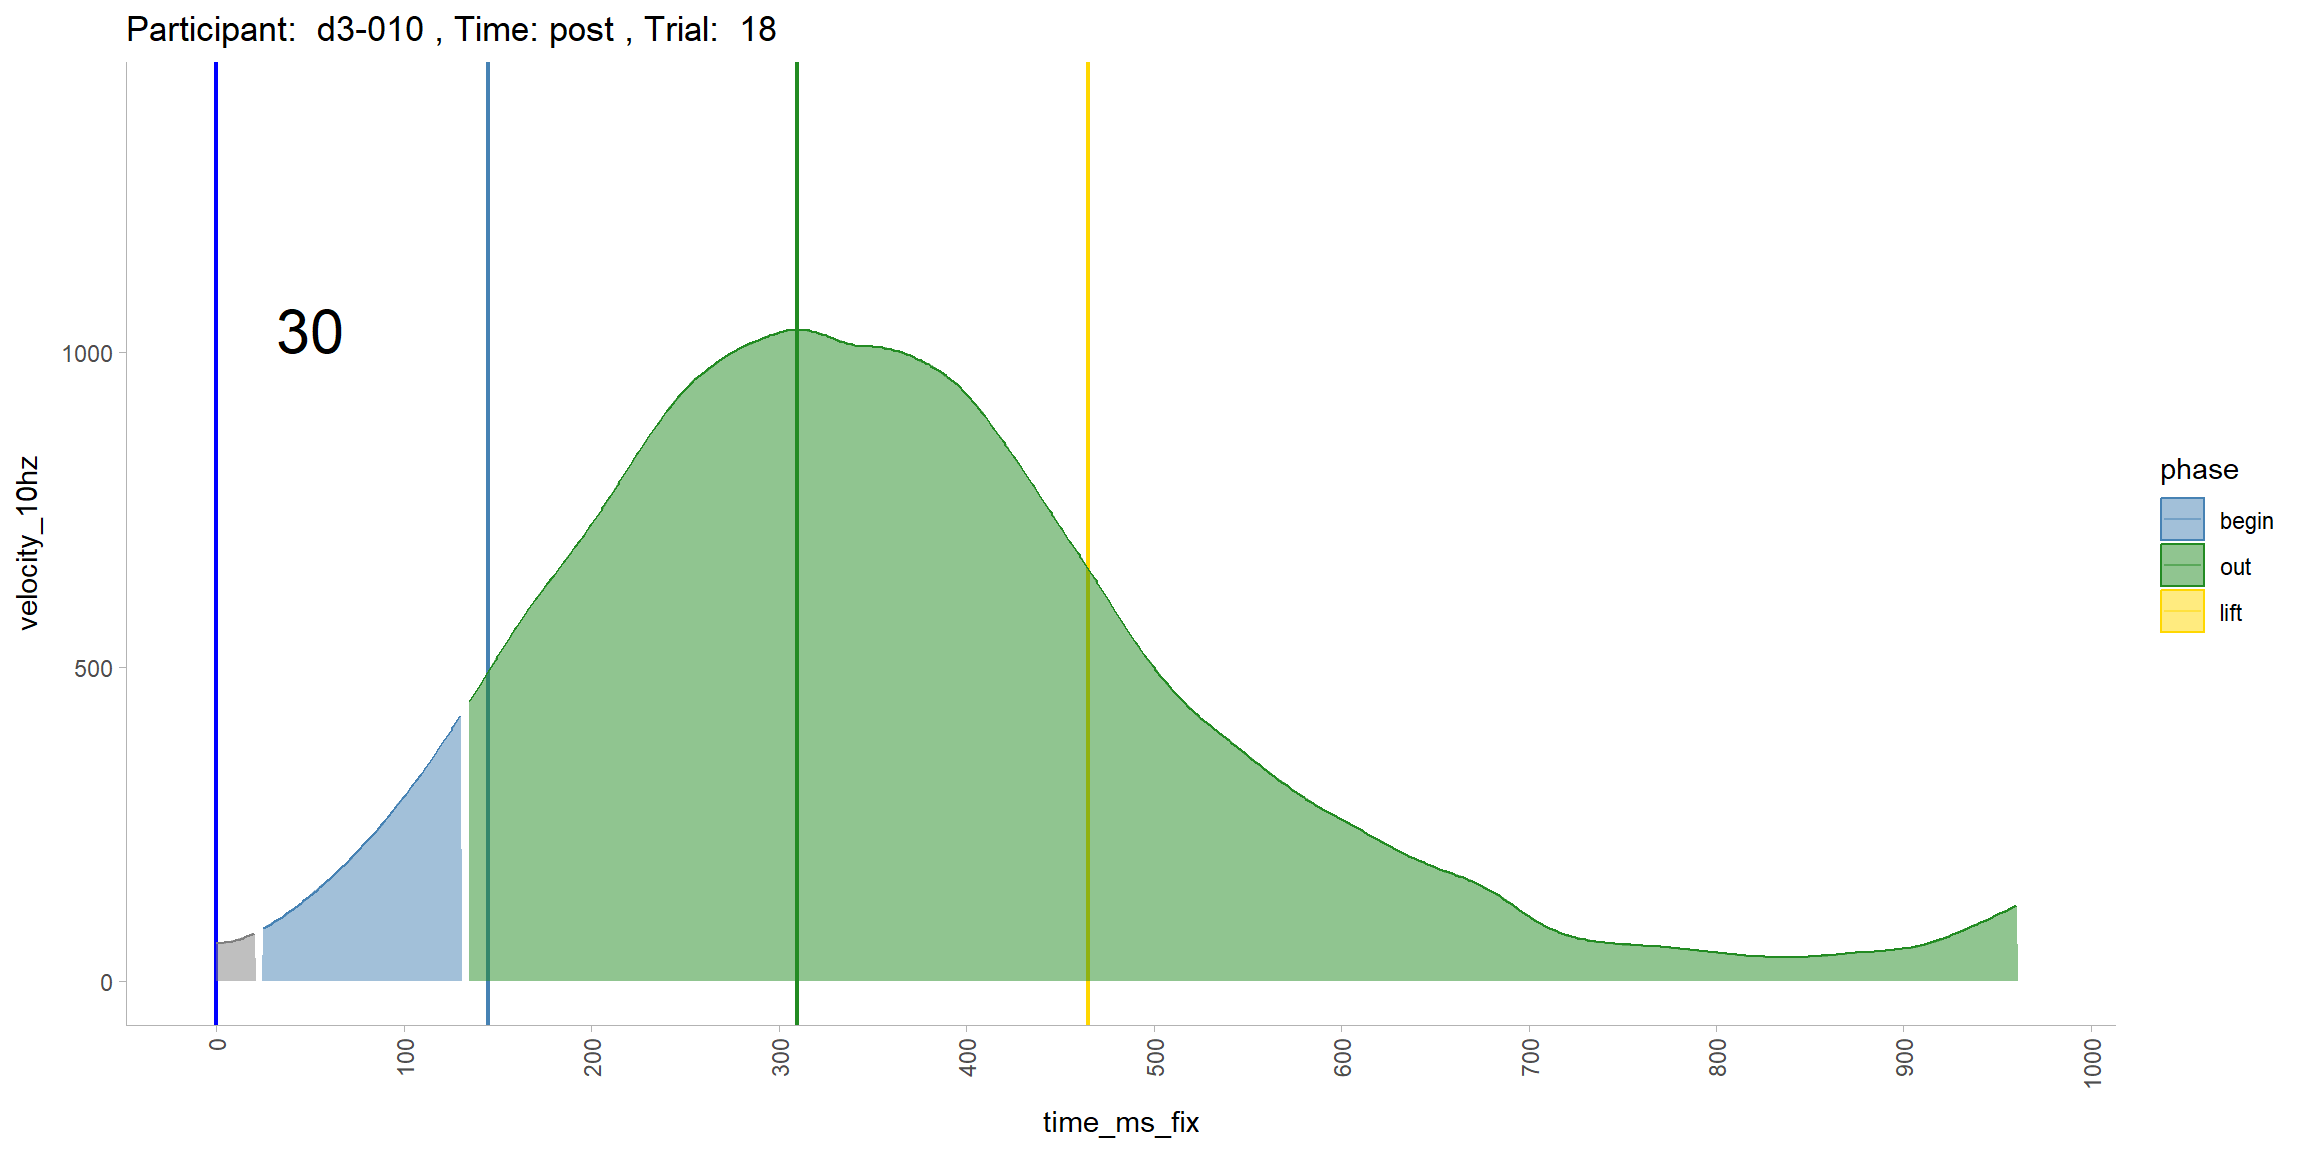 Participant:  d3-010 , Time: post , Trial:  18
30
1000
500
0
velocity_10hz
0
100
200
300
400
500
600
700
800
900
1000
time_ms_fix
phase
begin
out
lift